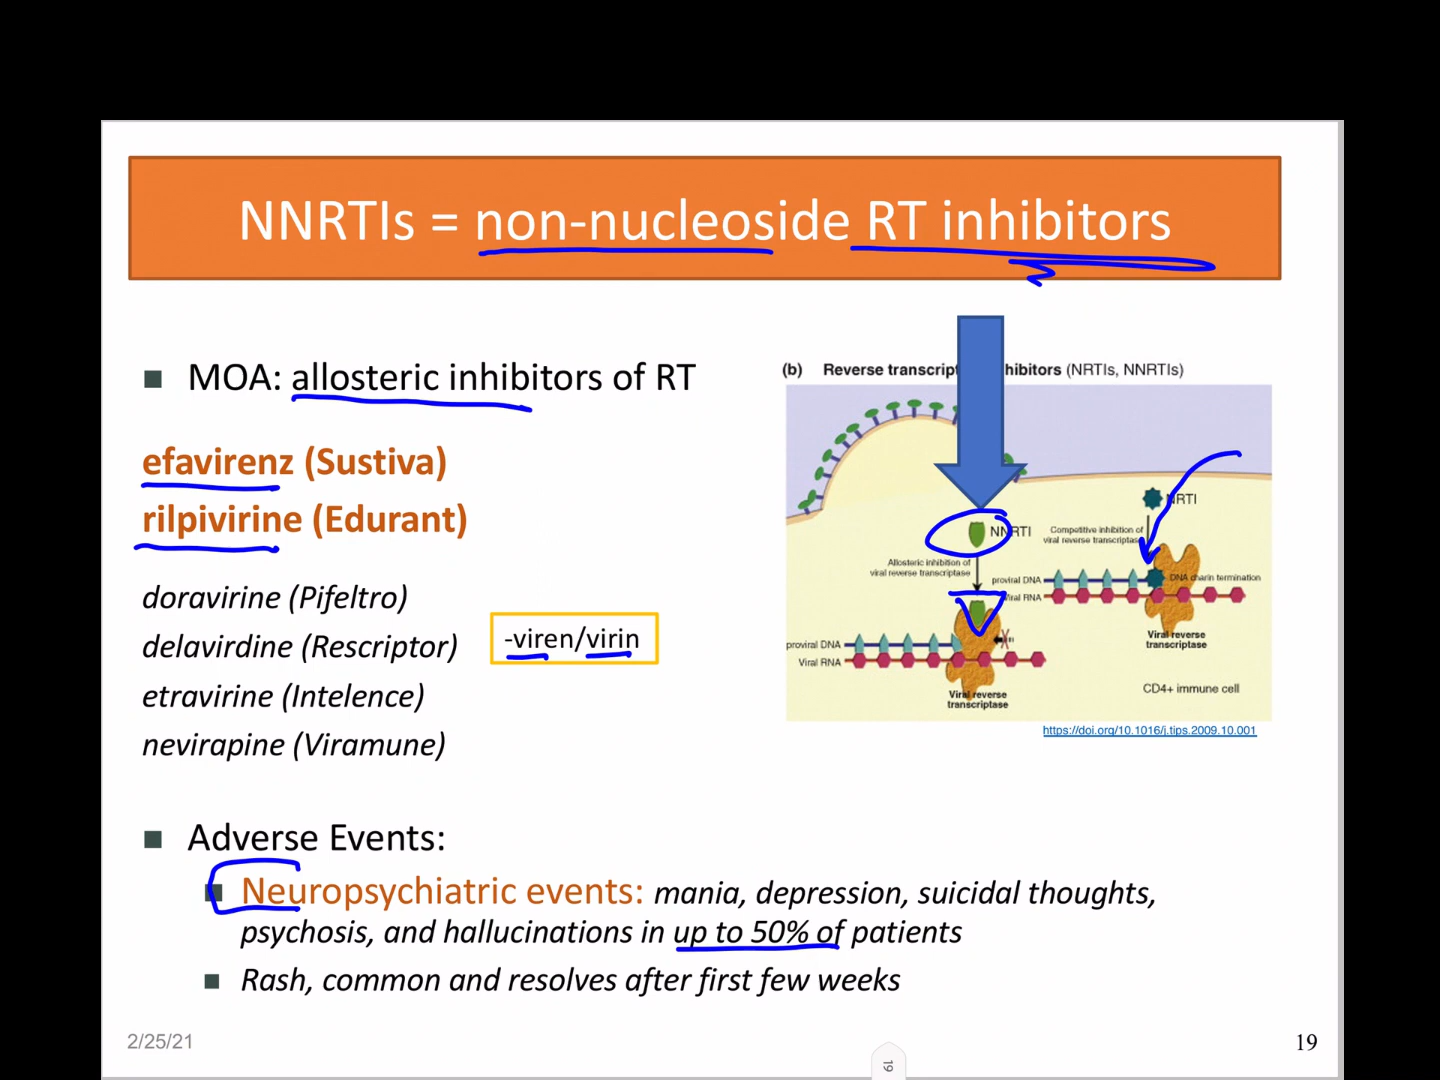 NNRTIs = non-nucleoside RT inhibitors
MOA: allosteric inhibitors of RT
efavirenz (Sustiva)
rilpivirine (Edurant)
doravirine (Pifeltro)
delavirdine (Rescriptor)
etravirine (Intelence)
nevirapine (Viramune)
-viren/virin
(b) Reverse transcrip hibitors (NRTIs, NNRTIs)
NRTI
NNRTI
Competitive inhibition of
viral reverse transcriptase
Allosteric inhibition of
viral reverse transcriptase
proviral DNA
Viral RNA
DNA charin termination
Viral reverse
transcriptase
proviral DNA
Viral RNA
Viral reverse
transcriptase
CD4+ immune cell
https://doi.org/10.1016/j.tips.2009.10.001
Adverse Events:
Neuropsychiatric events: mania, depression, suicidal thoughts,
psychosis, and hallucinations in up to 50% of patients
Rash, common and resolves after first few weeks
2/25/21
19
19